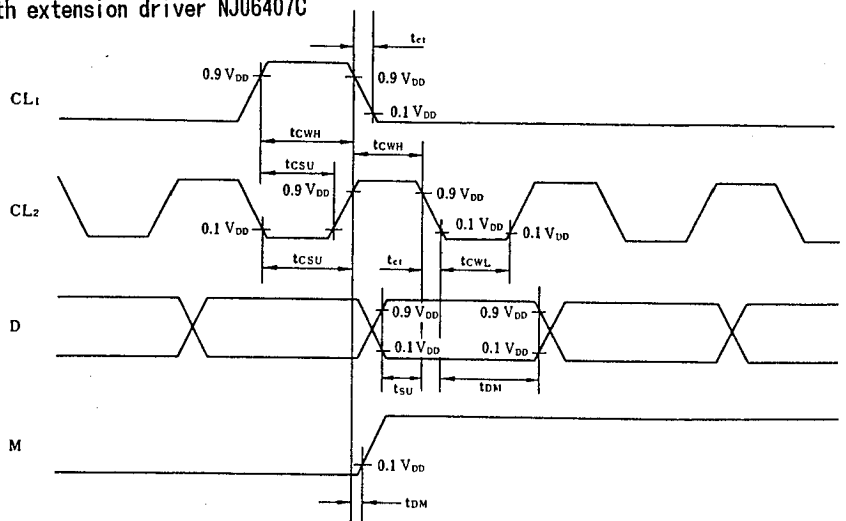 th extension driver NJU6407C
tct
0.9 VDD
0.9 VDD
CL1
0.1 VDD
tCWH
tCWH
tCSU
0.9 VDD
0.9 VDD
CL2
0.1 VDD
0.1 VDD
0.1 VDD
tCSU
tct
tCWL
0.9 VDD
0.9 VDD
D
0.1 VDD
0.1 VDD
tSU
tDM
M
0.1 VDD
tDM